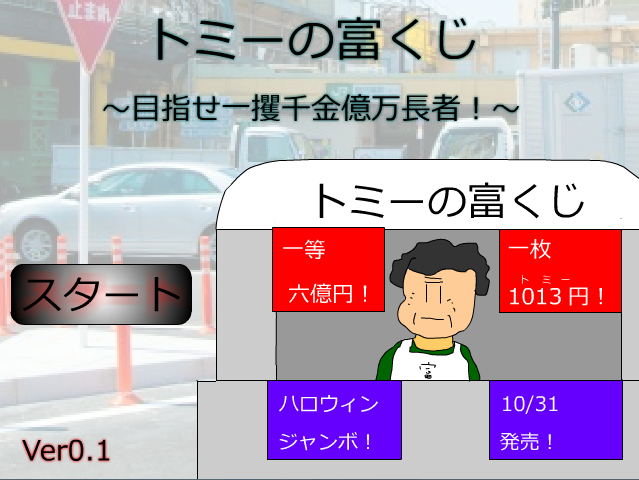 止まれ
トミーの富くじ
～目指せ一攫千金億万長者！～
トミーの富くじ
一等
六億円！
一枚
トミー
1013円！
スタート
富
ハロウィン
ジャンボ！
10/31
発売！
Ver0.1